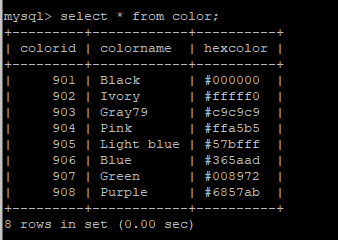 mysql> select * from color;
+---------+-------------+----------+
| colorid | colorname   | hexcolor |
+---------+-------------+----------+
|     901 | Black       | #000000  |
|     902 | Ivory       | #fffff0  |
|     903 | Gray79      | #c9c9c9  |
|     904 | Pink        | #ffa5b5  |
|     905 | Light blue  | #57bfff  |
|     906 | Blue        | #365aad  |
|     907 | Green       | #008972  |
|     908 | Purple      | #6857ab  |
+---------+-------------+----------+
8 rows in set (0.00 sec)